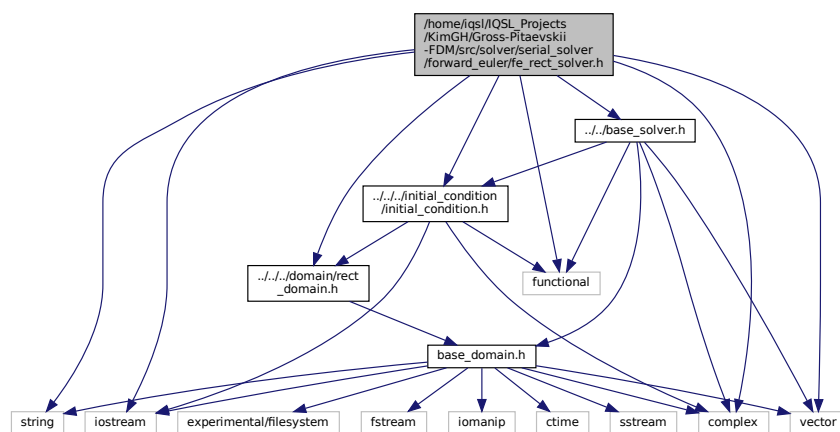 /home/iqsl/IQSL_Projects
/KimGH/Gross-Pitaevskii
-FDM/src/solver/serial_solver
/forward_euler/fe_rect_solver.h
../../base_solver.h
../../../initial_condition
/initial_condition.h
../../../domain/rect
_domain.h
functional
base_domain.h
string
iostream
experimental/filesystem
fstream
iomanip
ctime
sstream
complex
vector